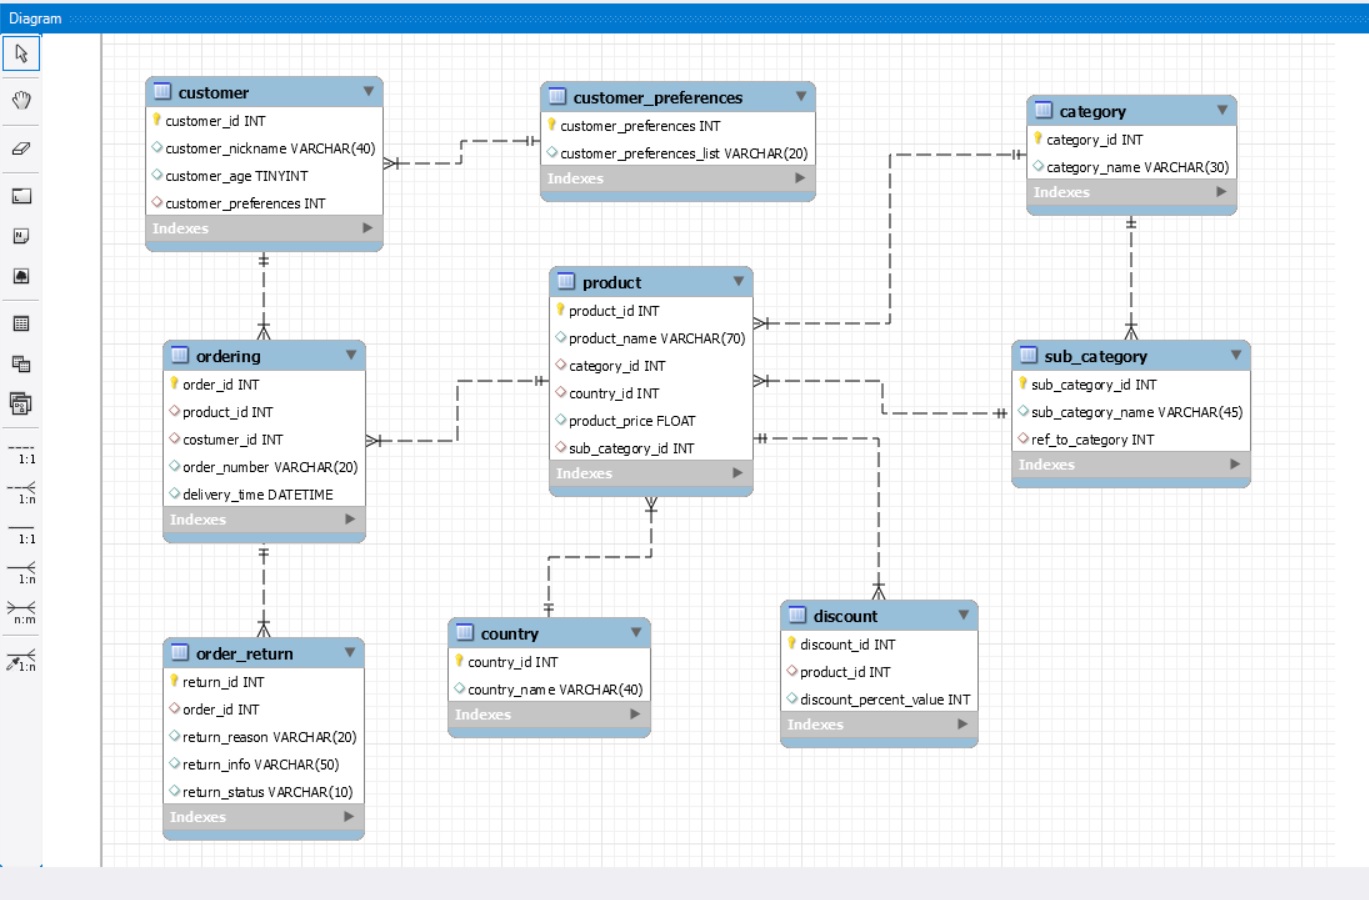 Diagram
customer
customer_id INT
customer_nickname VARCHAR(40)
customer_age TINYINT
customer_preferences INT
Indexes
customer_preferences
customer_preferences INT
customer_preferences_list VARCHAR(20)
Indexes
category
category_id INT
category_name VARCHAR(30)
Indexes
product
product_id INT
product_name VARCHAR(70)
category_id INT
country_id INT
product_price FLOAT
sub_category_id INT
Indexes
ordering
order_id INT
product_id INT
costumer_id INT
order_number VARCHAR(20)
delivery_time DATETIME
Indexes
sub_category
sub_category_id INT
sub_category_name VARCHAR(45)
ref_to_category INT
Indexes
order_return
return_id INT
order_id INT
return_reason VARCHAR(20)
return_info VARCHAR(50)
return_status VARCHAR(10)
Indexes
country
country_id INT
country_name VARCHAR(40)
Indexes
discount
discount_id INT
product_id INT
discount_percent_value INT
Indexes
1:1
1:n
1:1
1:n
n:m
1:n